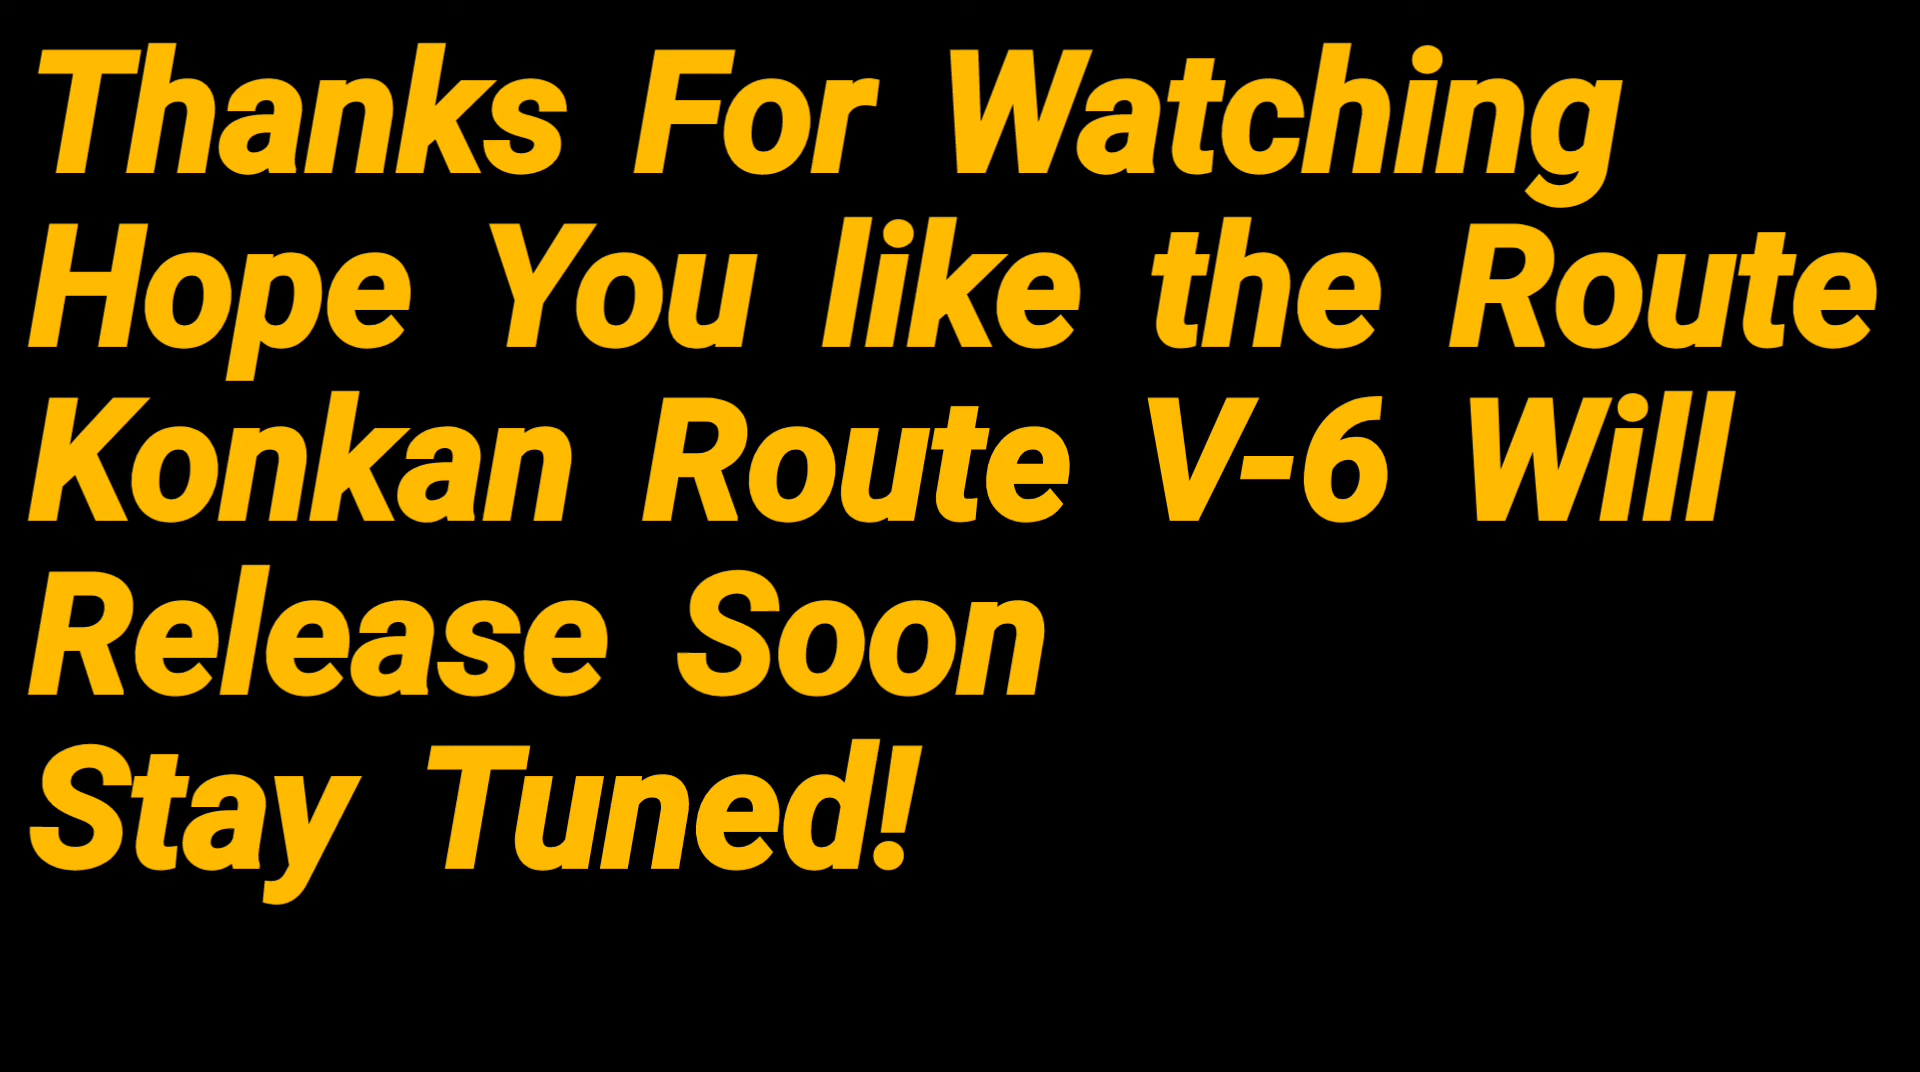 Thanks For Watching
Hope You like the Route
Konkan Route V-6 Will
Release Soon
Stay Tuned!